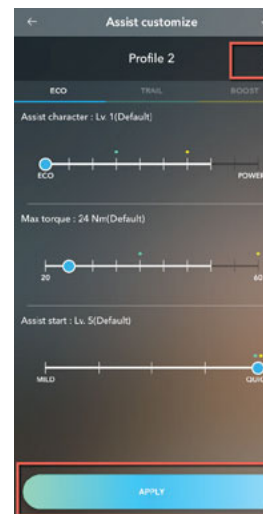 Assist customize
Profile 2
ECO TRAIL BOOST
Assist character : Lv. 1(Default)
ECO POWER
Max torque : 24 Nm(Default)
20 60
Assist start : Lv. 5(Default)
MILD QUIC
APPLY